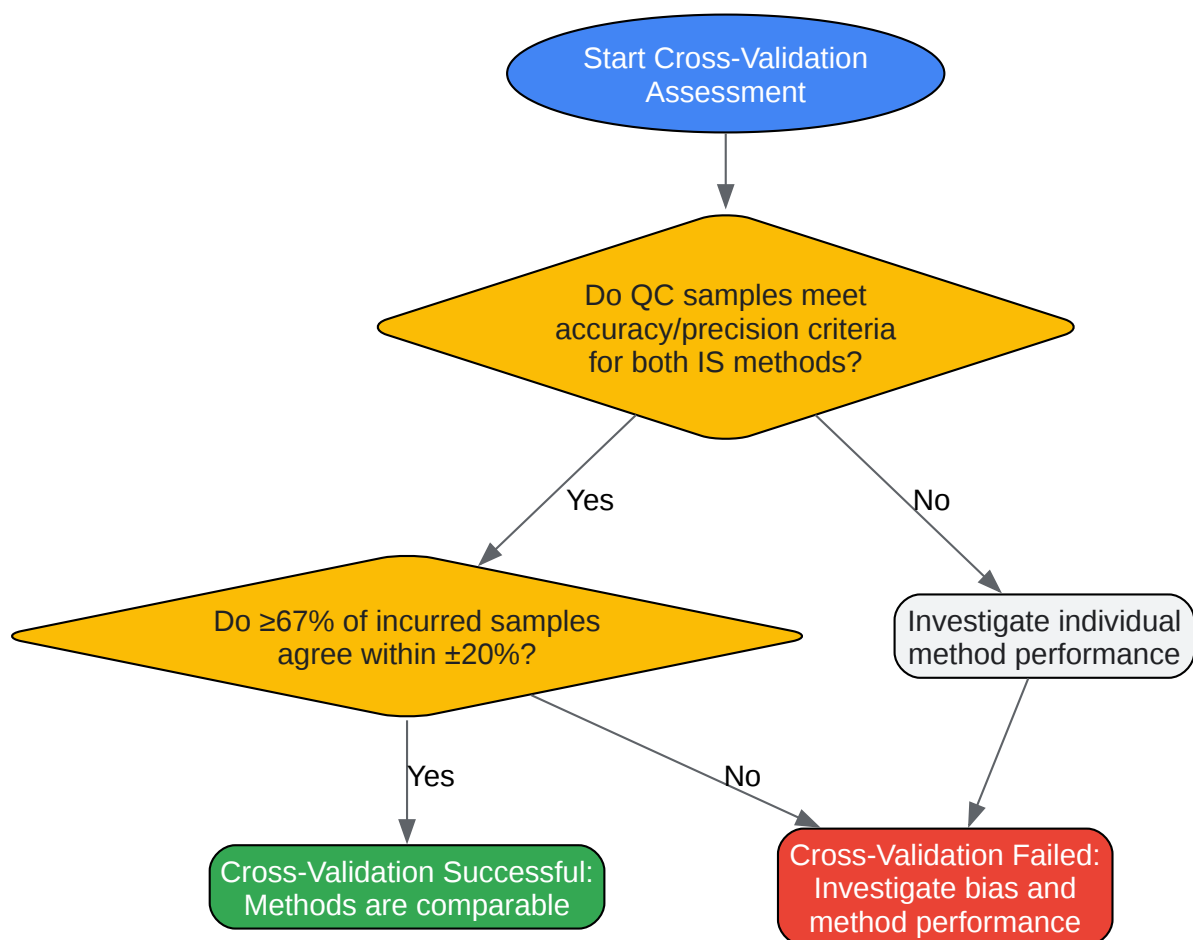 Start Cross-Validation
Assessment
Do QC samples meet
accuracy/precision criteria
for both IS methods?
Yes
No
Do ≥67% of incurred samples
agree within ±20%?
Investigate individual
method performance
Yes
No
Cross-Validation Successful:
Methods are comparable
Cross-Validation Failed:
Investigate bias and
method performance